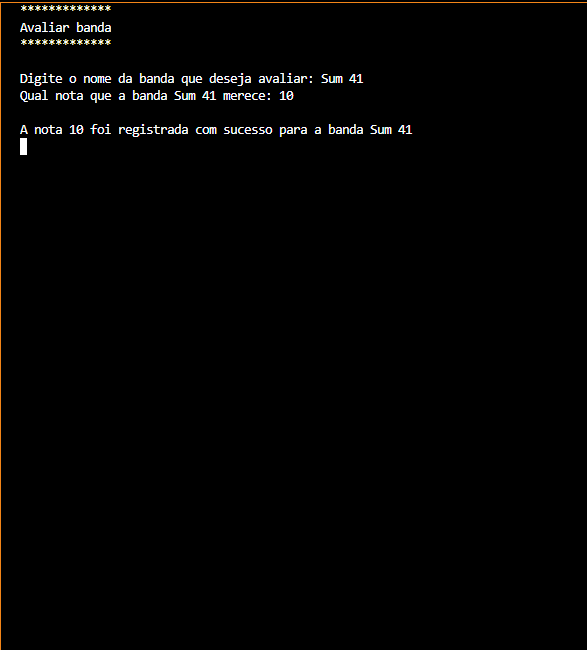 *************
Avaliar banda
*************
Digite o nome da banda que deseja avaliar: Sum 41
Qual nota que a banda Sum 41 merece: 10
A nota 10 foi registrada com sucesso para a banda Sum 41